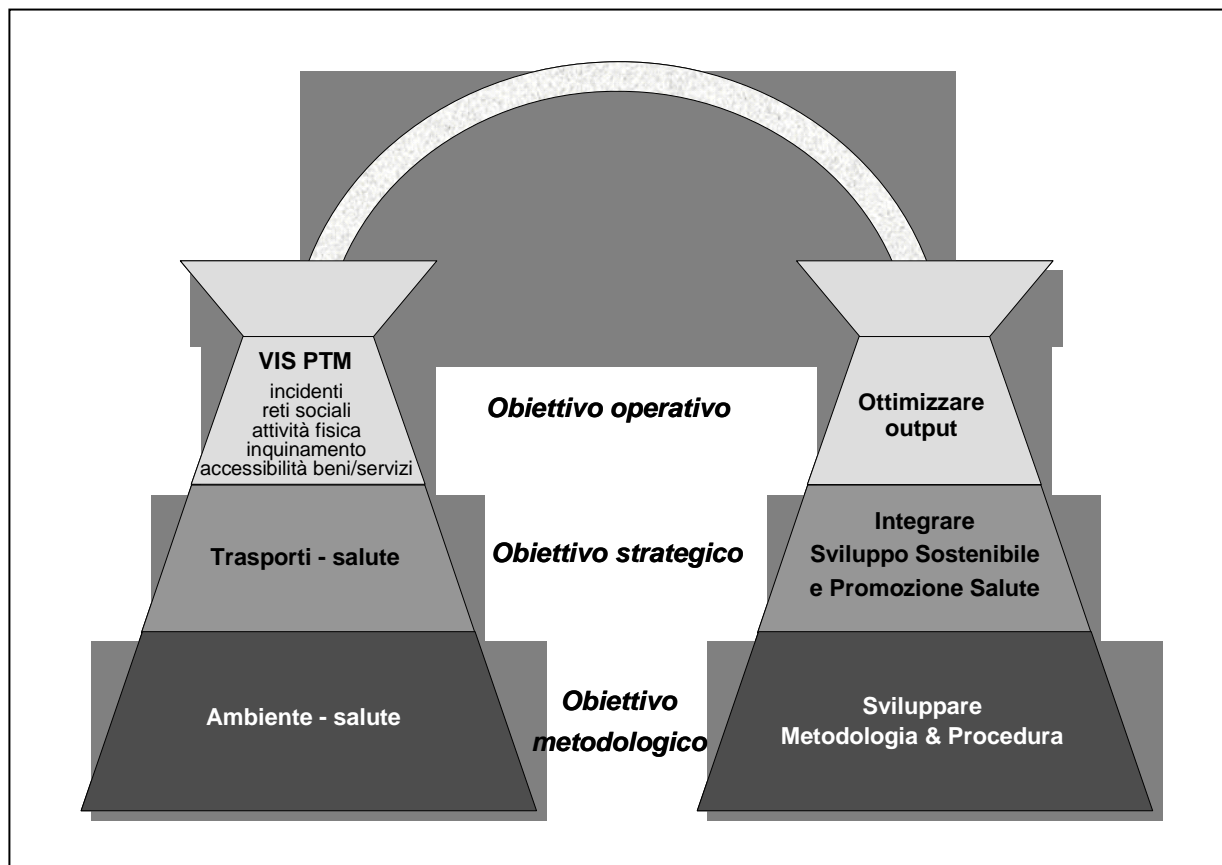 VIS PTM
incidenti
reti sociali
attività fisica
inquinamento
accessibilità beni/servizi
Obiettivo operativo
Ottimizzare
output
Trasporti - salute
Obiettivo strategico
Integrare
Sviluppo Sostenibile
e Promozione Salute
Ambiente - salute
Obiettivo
metodologico
Sviluppare
Metodologia & Procedura